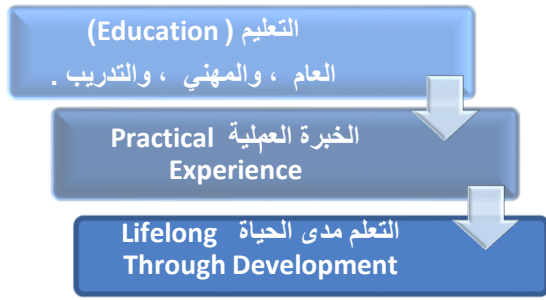 التعليم ( Education)
العام ، والمهني ، والتدريب .
الخبرة العملية Practical
Experience
التعلم مدى الحياة Lifelong
Through Development